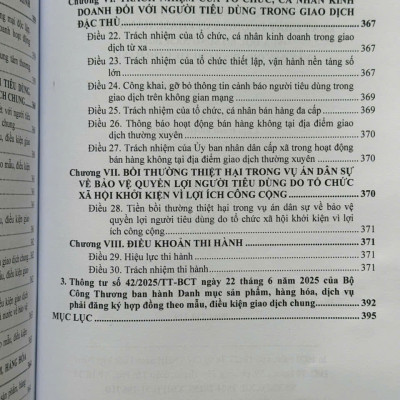 DOANH ĐỐI VỚI NGƯỜI TIÊU DÙNG TRONG GIAO DỊCH
ĐẶC THÙ 367
Điều 22. Trách nhiệm của tổ chức, cá nhân kinh doanh trong giao
dịch từ xa 367
Điều 23. Trách nhiệm của tổ chức thiết lập, vận hành nền tảng số
lớn 368
Điều 24. Công khai, gỡ bỏ thông tin cảnh báo người tiêu dùng trong
giao dịch trên không gian mạng 369
Điều 25. Trách nhiệm của tổ chức, cá nhân bán hàng đa cấp 369
Điều 26. Thông báo hoạt động bán hàng không tại địa điểm giao
dịch thường xuyên 370
Điều 27. Trách nhiệm của Ủy ban nhân dân cấp xã trong hoạt động
bán hàng không tại địa điểm giao dịch thường xuyên 370
Chương VII. BỒI THƯỜNG THIỆT HẠI TRONG VỤ ÁN DÂN SỰ
VỀ BẢO VỆ QUYỀN LỢI NGƯỜI TIÊU DÙNG DO TỔ CHỨC
XÃ HỘI KHỞI KIỆN VÌ LỢI ÍCH CÔNG CỘNG 370
Điều 28. Tiền bồi thường thiệt hại trong vụ án dân sự về bảo vệ
quyền lợi người tiêu dùng do tổ chức xã hội khởi kiện vì lợi ích
công cộng 371
Chương VIII. ĐIỀU KHOẢN THI HÀNH 371
Điều 29. Hiệu lực thi hành 371
Điều 30. Trách nhiệm thi hành 371
3. Thông tư số 42/2025/TT-BCT ngày 22 tháng 6 năm 2025 của Bộ
Công Thương ban hành Danh mục sản phẩm, hàng hóa, dịch vụ
phải đăng ký hợp đồng theo mẫu, điều kiện giao dịch chung 392
MỤC LỤC 395